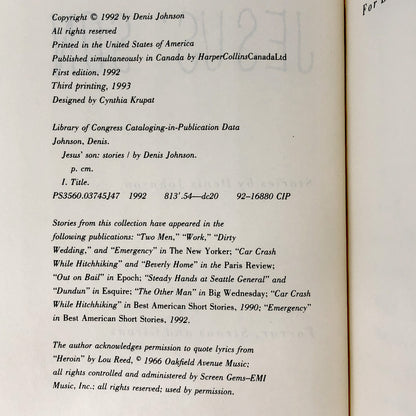 Copyright © 1992 by Denis Johnson
All rights reserved
Printed in the United States of America
Published simultaneously in Canada by HarperCollinsCanadaLtd
First edition, 1992
Third printing, 1993
Designed by Cynthia Krupat
Library of Congress Cataloging-in-Publication Data
Johnson, Denis.
Jesus' son: stories / by Denis Johnson.
p. cm.
I. Title.
PS3560.03745J47 1992 813'.54—dc20 92-16880 CIP
Stories from this collection have appeared in the
following publications: "Two Men," "Work," "Dirty
Wedding," and "Emergency" in The New Yorker; "Car Crash
While Hitchhiking" and "Beverly Home" in the Paris Review;
"Out on Bail" in Epoch; "Steady Hands at Seattle General" and
"Dundun" in Esquire; "The Other Man" in Big Wednesday; "Car Crash
While Hitchhiking" in Best American Short Stories, 1990; "Emergency"
in Best American Short Stories, 1992.
The author acknowledges permission to quote lyrics from
"Heroin" by Lou Reed, © 1966 Oakfield Avenue Music;
all rights controlled and administered by Screen Gems–EMI
Music, Inc.; all rights reserved; used by permission.
For